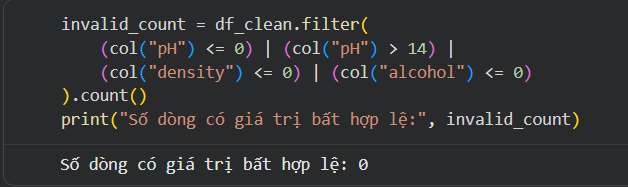 invalid_count = df_clean.filter(
    (col("pH") <= 0) | (col("pH") > 14) |
    (col("density") <= 0) | (col("alcohol") <= 0)
).count()
print("Số dòng có giá trị bất hợp lệ:", invalid_count)
Số dòng có giá trị bất hợp lệ: 0